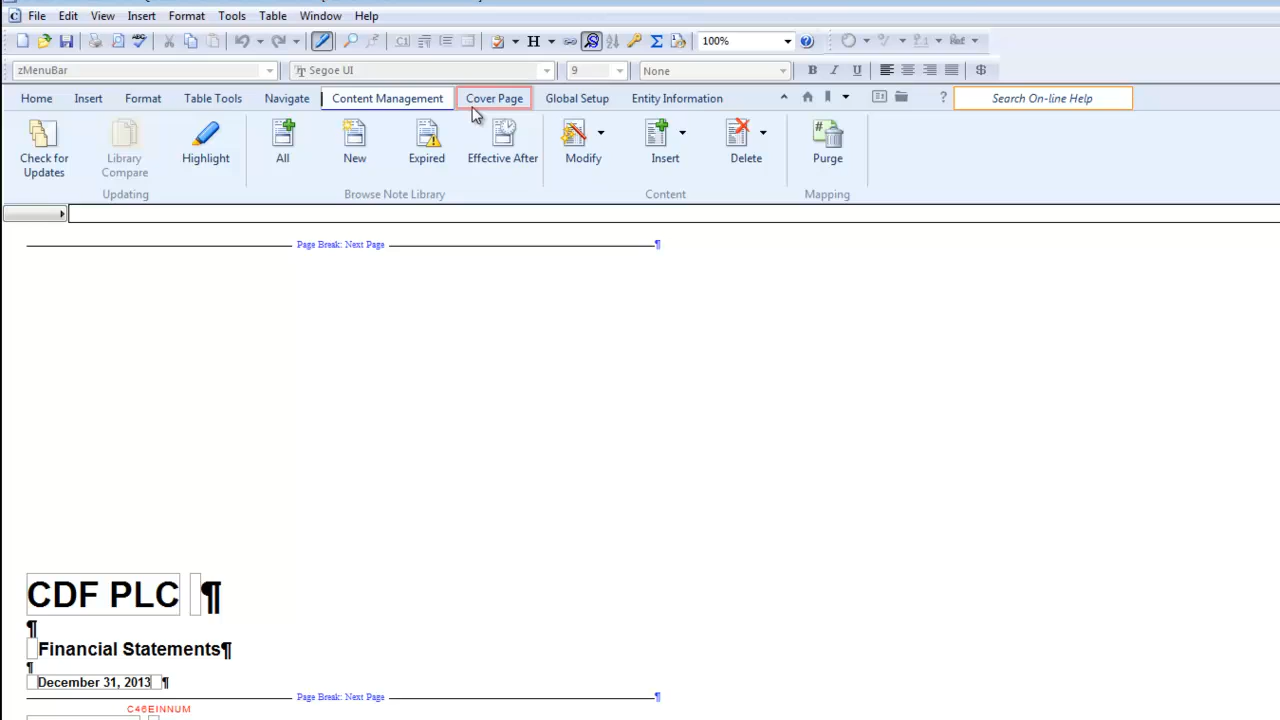 File Edit View Insert Format Tools Table Window Help
100%
zMenuBar Segoe UI 9 None B I U $
Home Insert Format Table Tools Navigate Content Management Cover Page Global Setup Entity Information ? Search On-line Help
Check for Updates Library Compare Highlight All New Expired Effective After Modify Insert Delete Purge
Updating Browse Note Library Content Mapping
Page Break: Next Page ¶
CDF PLC ¶
¶
Financial Statements¶
¶
December 31, 2013 ¶
Page Break: Next Page ¶
C46EINNUM